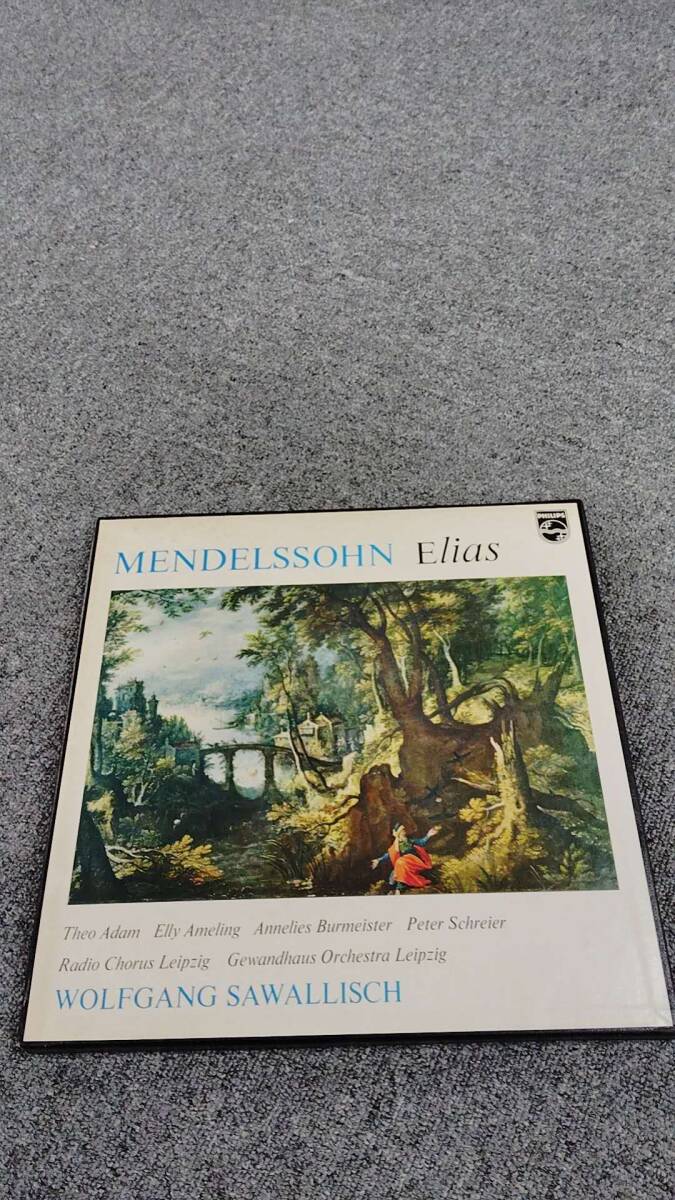 PHILIPS
MENDELSSOHN Elias
Theo Adam Elly Ameling Annelies Burmeister Peter Schreier
Radio Chorus Leipzig Gewandhaus Orchestra Leipzig
WOLFGANG SAWALLISCH